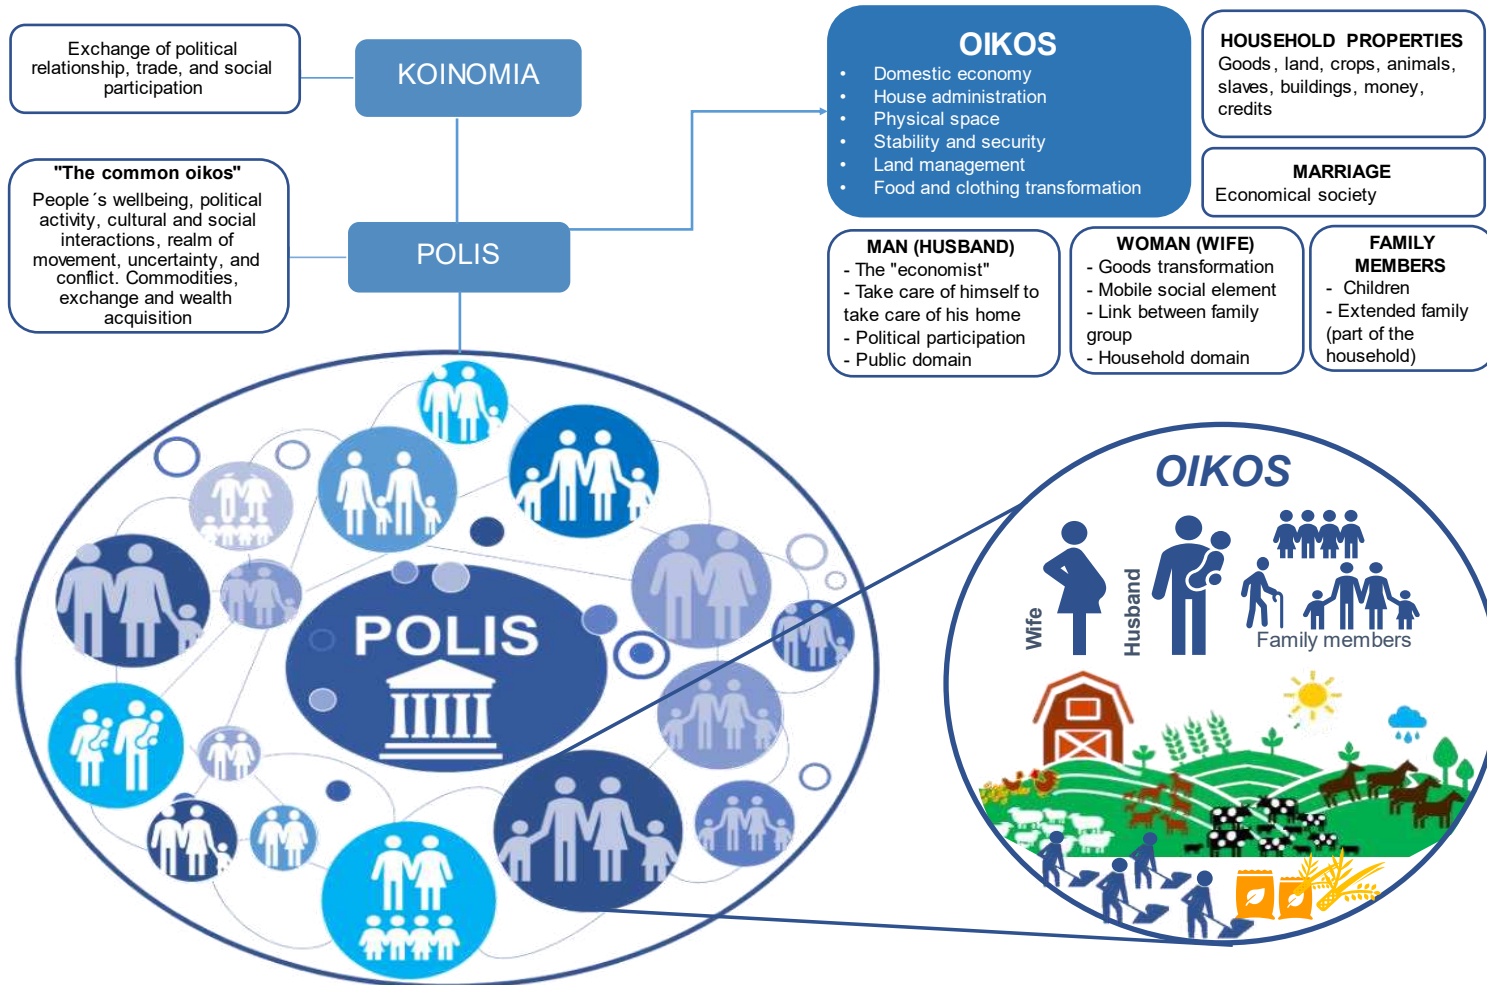 Exchange of political
relationship, trade, and social
participation
KOINOMIA
"The common oikos"
People´s wellbeing, political
activity, cultural and social
interactions, realm of
movement, uncertainty, and
conflict. Commodities,
exchange and wealth
acquisition
POLIS
OIKOS
• Domestic economy
• House administration
• Physical space
• Stability and security
• Land management
• Food and clothing transformation
HOUSEHOLD PROPERTIES
Goods, land, crops, animals,
slaves, buildings, money,
credits
MARRIAGE
Economical society
MAN (HUSBAND)
- The "economist"
- Take care of himself to
take care of his home
- Political participation
- Public domain
WOMAN (WIFE)
- Goods transformation
- Mobile social element
- Link between family
group
- Household domain
FAMILY
MEMBERS
- Children
- Extended family
(part of the
household)
POLIS
OIKOS
Wife
Husband
Family members